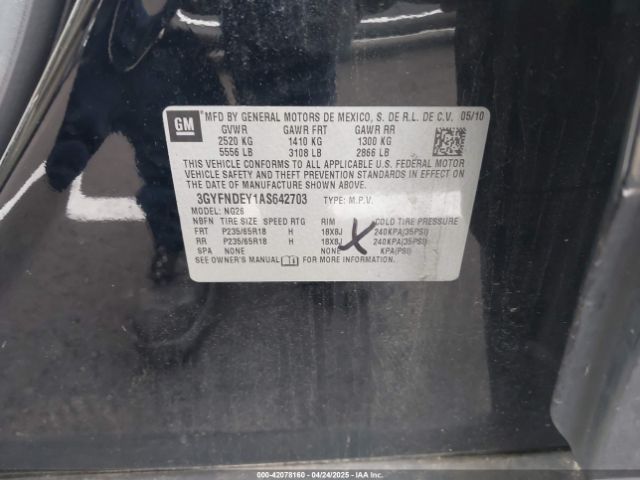 GM
MFD BY GENERAL MOTORS DE MEXICO, S. DE R.L. DE C.V. 05/10
GVWR GAWR FRT GAWR RR
2520 KG 1410 KG 1300 KG
5556 LB 3108 LB 2866 LB
THIS VEHICLE CONFORMS TO ALL APPLICABLE U.S. FEDERAL MOTOR
VEHICLE SAFETY AND THEFT PREVENTION STANDARDS IN EFFECT ON
THE DATE OF MANUFACTURE SHOWN ABOVE.
3GYFNDEY1AS642703 TYPE: M.P.V.
MODEL: NG26
NBFN TIRE SIZE SPEED RTG RIM COLD TIRE PRESSURE
FRT P235/65R18 H 18X8J 240KPA(35PSI)
RR P235/65R18 H 18X8J 240KPA(35PSI)
SPA NONE NONE KPA(PSI)
SEE OWNER'S MANUAL FOR MORE INFORMATION.
000-42078160 - 04/24/2025 - IAAI.COM